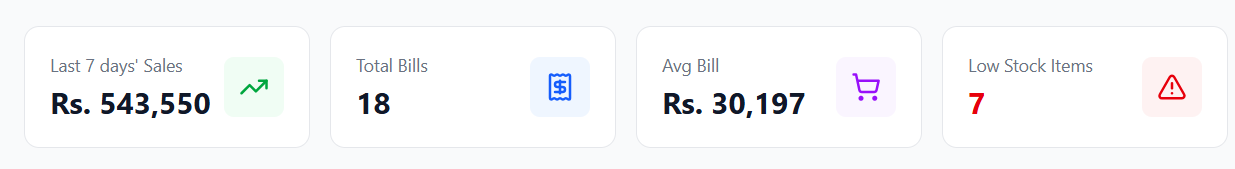 Last 7 days' Sales
Rs. 543,550
Total Bills
18
Avg Bill
Rs. 30,197
Low Stock Items
7